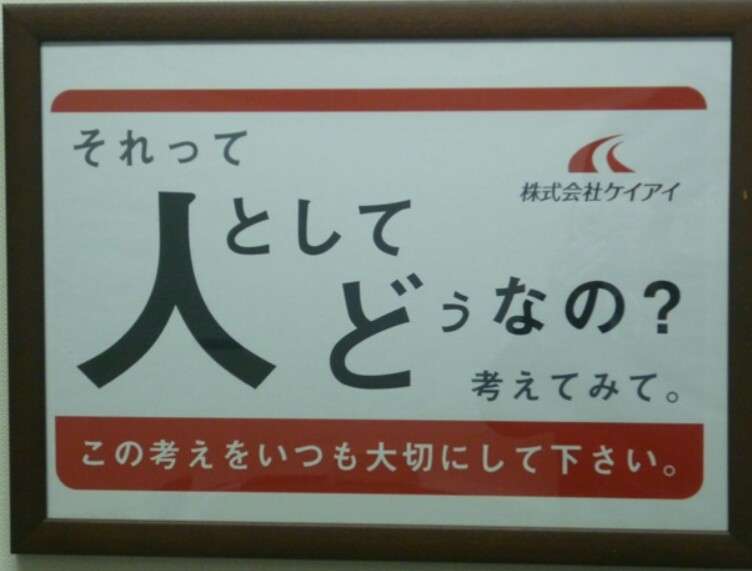 それって
株式会社ケイアイ
人として
どぅなの？
考えてみて。
この考えをいつも大切にして下さい。